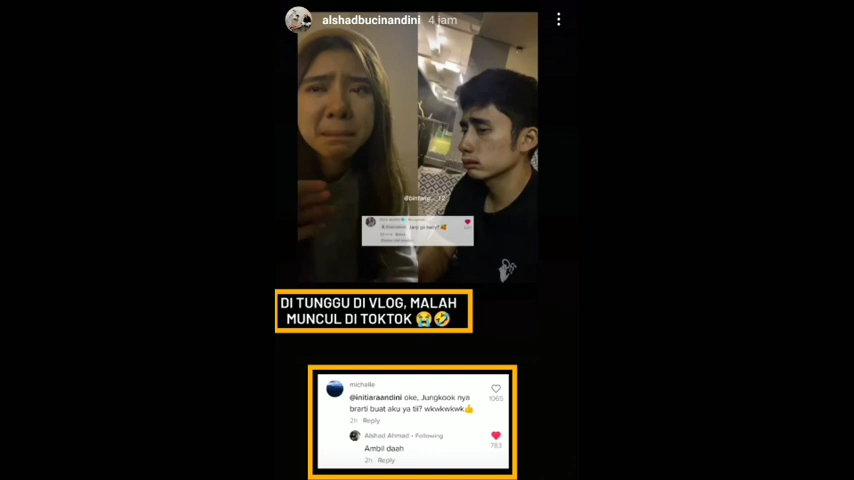 alshadbucinandini 4 jam
DI TUNGGU DI VLOG, MALAH
MUNCUL DI TOKTOK 😭🤣
michelle
@initiaraandini oke, Jungkook nya
brarti buat aku ya tii? wkwkwkwk👍
1065
2h Reply
Alshad Ahmad • Following
Ambil daah
783
2h Reply